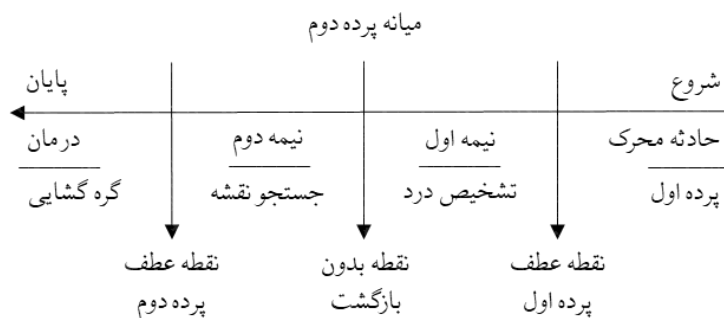 میانه پرده دوم
شروع
پایان
حادثه محرک
پرده اول
نیمه اول
تشخیص درد
نیمه دوم
جستجو نقشه
درمان
گره گشایی
نقطه عطف
پرده اول
نقطه بدون
بازگشت
نقطه عطف
پرده دوم